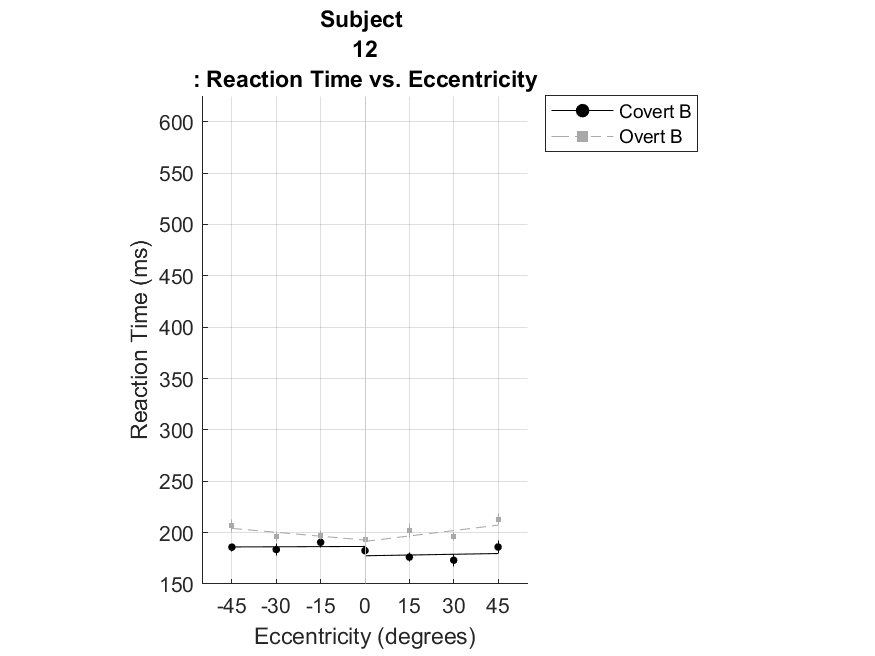 Subject
12
: Reaction Time vs. Eccentricity
Covert B
Overt B
600
550
500
450
400
350
300
250
200
150
Reaction Time (ms)
-45 -30 -15 0 15 30 45
Eccentricity (degrees)